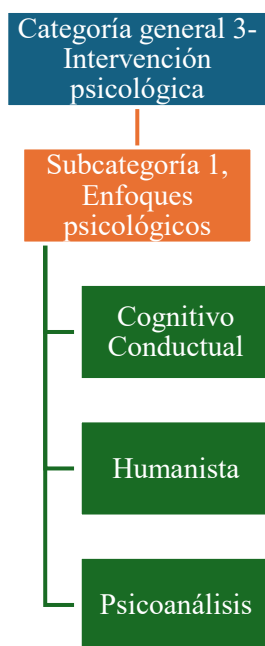 Categoría general 3-
Intervención
psicológica
Subcategoría 1,
Enfoques
psicológicos
Cognitivo
Conductual
Humanista
Psicoanálisis